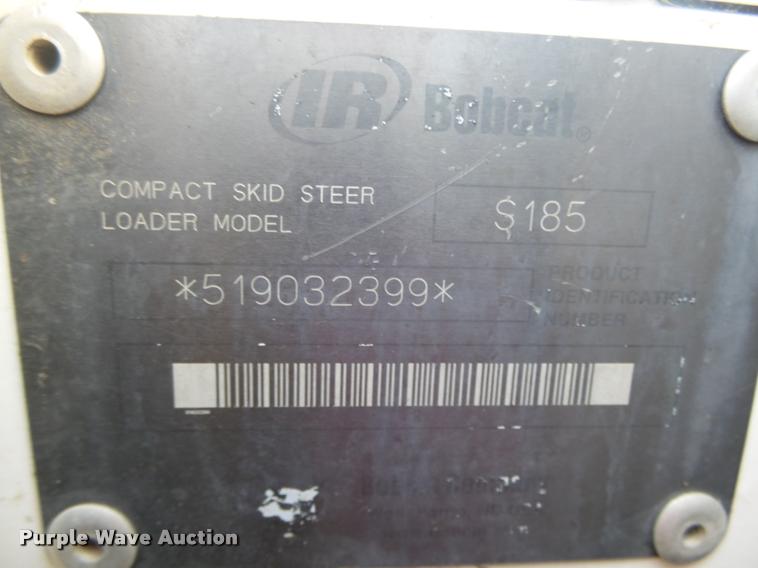 IR Bobcat®
COMPACT SKID STEER
LOADER MODEL
S185
*519032399*
PRODUCT
IDENTIFICATION
NUMBER
Purple Wave Auction